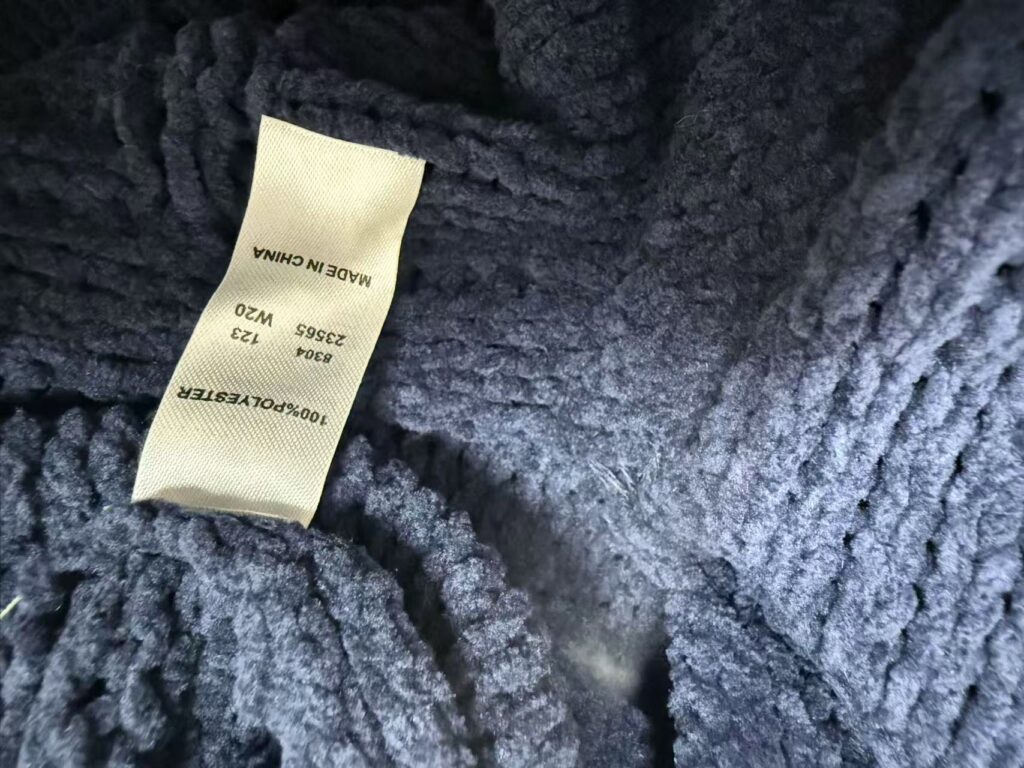 100%POLYESTER
8304 123
23565 W20
MADE IN CHINA